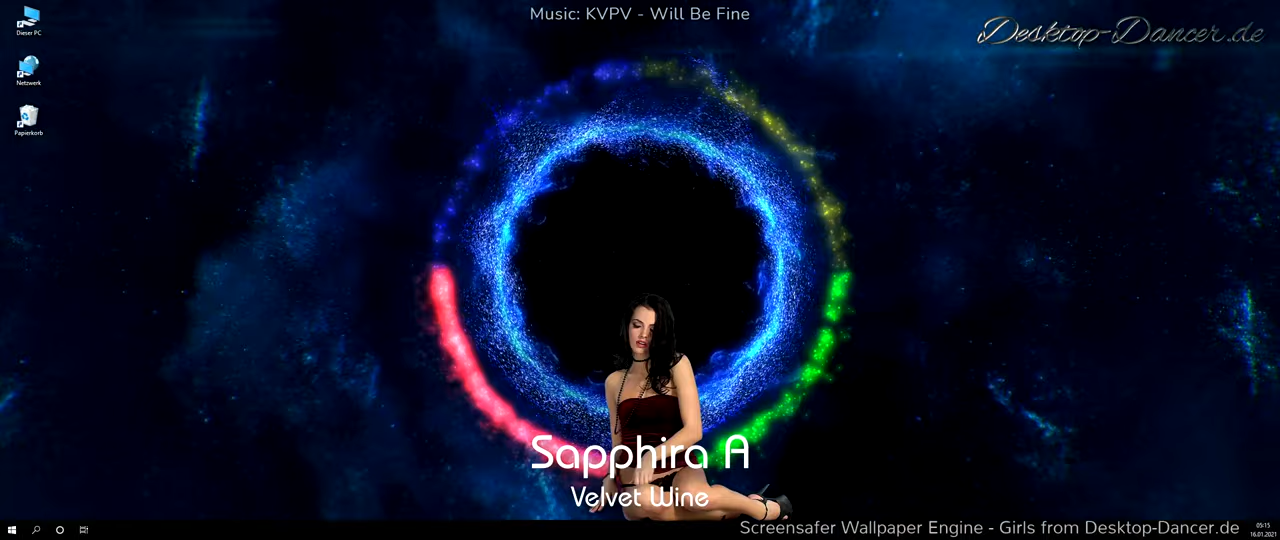 Music: KVPV - Will Be Fine
Desktop-Dancer.de
Dieser PC
Netzwerk
Papierkorb
Sapphira A
Velvet Wine
Screensafer Wallpaper Engine - Girls from Desktop-Dancer.de
05:15
16.01.2021